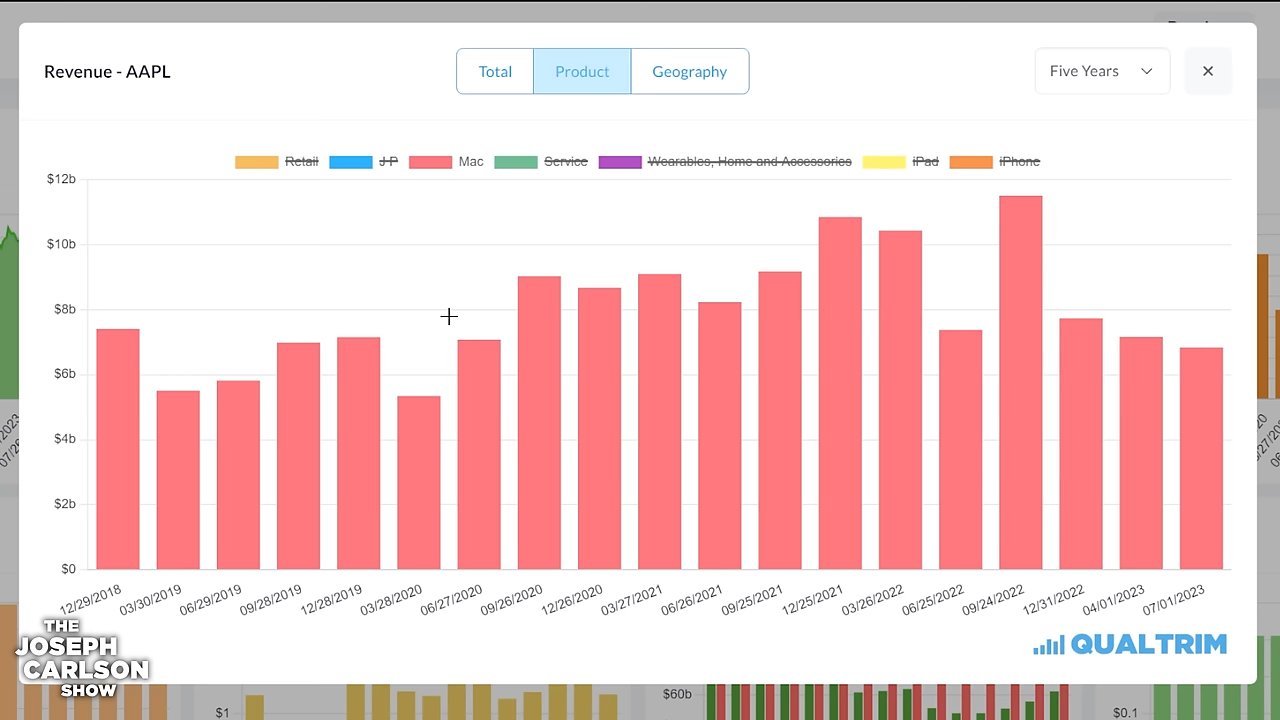 Revenue - AAPL
Total Product Geography
Five Years
Retail J-P Mac Service Wearables, Home and Accessories iPad iPhone
$12b
$10b
$8b
$6b
$4b
$2b
$0
12/29/2018 03/30/2019 06/29/2019 09/28/2019 12/28/2019 03/28/2020 06/27/2020 09/26/2020 12/26/2020 03/27/2021 06/26/2021 09/25/2021 12/25/2021 03/26/2022 06/25/2022 09/24/2022 12/31/2022 04/01/2023 07/01/2023
THE
JOSEPH
CARLSON
SHOW
QUALTRIM
$1
$60b
$0.1